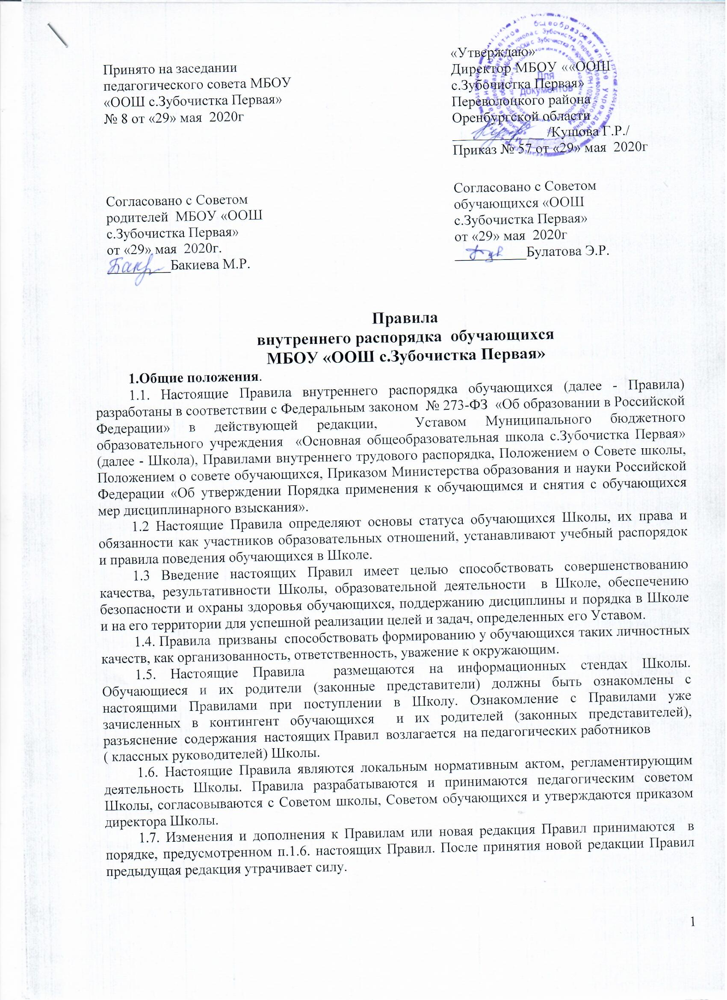 Принято на заседании
педагогического совета МБОУ
«ООШ с.Зубочистка Первая»
№ 8 от «29» мая 2020г
«Утверждаю»
Директор МБОУ ««ООШ
с.Зубочистка Первая»
Переволоцкого района
Оренбургской области
/Кушова Г.Р./
Приказ № 57 от «29» мая 2020г
Для
документов
Согласовано с Советом
родителей МБОУ «ООШ
с.Зубочистка Первая»
от «29» мая 2020г.
Бакиева М.Р.
Согласовано с Советом
обучающихся «ООШ
с.Зубочистка Первая»
от «29» мая 2020г
Булатова Э.Р.
Правила
внутреннего распорядка обучающихся
МБОУ «ООШ с.Зубочистка Первая»
1.Общие положения.
1.1. Настоящие Правила внутреннего распорядка обучающихся (далее - Правила)
разработаны в соответствии с Федеральным законом № 273-ФЗ «Об образовании в Российской
Федерации» в действующей редакции, Уставом Муниципального бюджетного
образовательного учреждения «Основная общеобразовательная школа с.Зубочистка Первая»
(далее - Школа), Правилами внутреннего трудового распорядка, Положением о Совете школы,
Положением о совете обучающихся, Приказом Министерства образования и науки Российской
Федерации «Об утверждении Порядка применения к обучающимся и снятия с обучающихся
мер дисциплинарного взыскания».
1.2 Настоящие Правила определяют основы статуса обучающихся Школы, их права и
обязанности как участников образовательных отношений, устанавливают учебный распорядок
и правила поведения обучающихся в Школе.
1.3 Введение настоящих Правил имеет целью способствовать совершенствованию
качества, результативности Школы, образовательной деятельности в Школе, обеспечению
безопасности и охраны здоровья обучающихся, поддержанию дисциплины и порядка в Школе
и на его территории для успешной реализации целей и задач, определенных его Уставом.
1.4. Правила призваны способствовать формированию у обучающихся таких личностных
качеств, как организованность, ответственность, уважение к окружающим.
1.5. Настоящие Правила размещаются на информационных стендах Школы.
Обучающиеся и их родители (законные представители) должны быть ознакомлены с
настоящими Правилами при поступлении в Школу. Ознакомление с Правилами уже
зачисленных в контингент обучающихся и их родителей (законных представителей),
разъяснение содержания настоящих Правил возлагается на педагогических работников
( классных руководителей) Школы.
1.6. Настоящие Правила являются локальным нормативным актом, регламентирующим
деятельность Школы. Правила разрабатываются и принимаются педагогическим советом
Школы, согласовываются с Советом школы, Советом обучающихся и утверждаются приказом
директора Школы.
1.7. Изменения и дополнения к Правилам или новая редакция Правил принимаются в
порядке, предусмотренном п.1.6. настоящих Правил. После принятия новой редакции Правил
предыдущая редакция утрачивает силу.
1